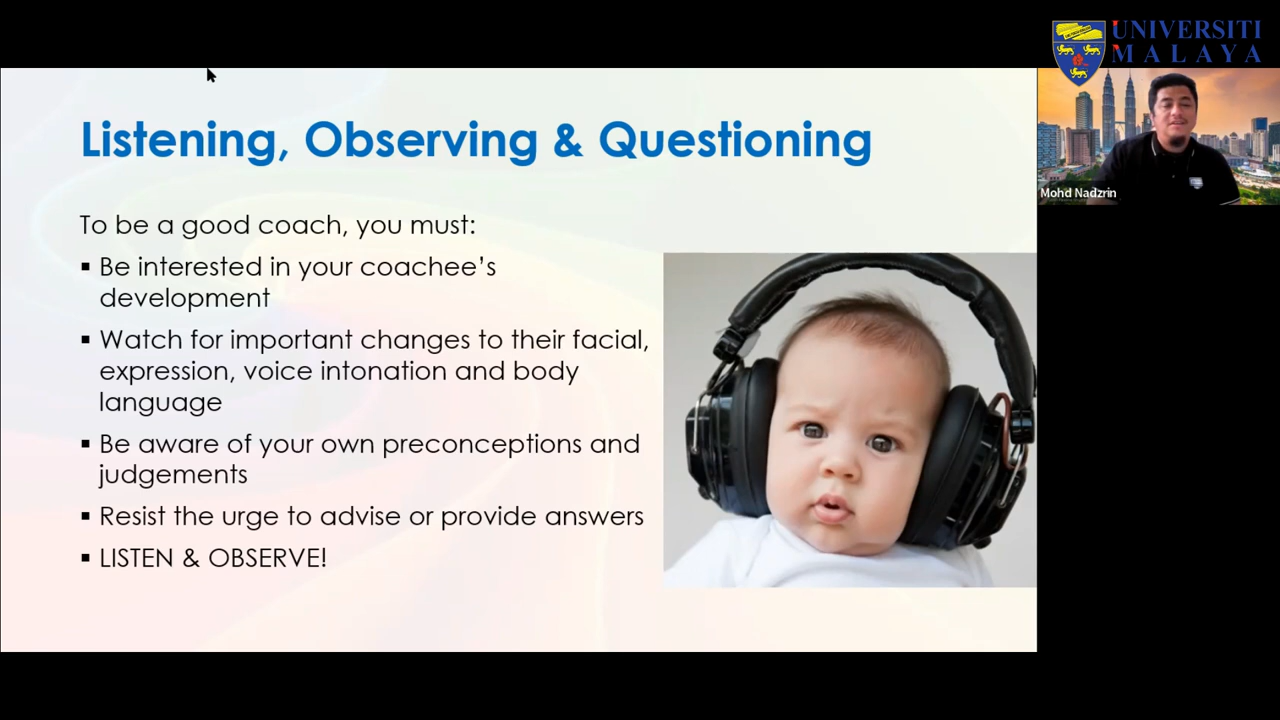 UNIVERSITI
MALAYA
Mohd Nadzrin
Listening, Observing & Questioning
To be a good coach, you must:
▪ Be interested in your coachee’s
development
▪ Watch for important changes to their facial,
expression, voice intonation and body
language
▪ Be aware of your own preconceptions and
judgements
▪ Resist the urge to advise or provide answers
▪ LISTEN & OBSERVE!